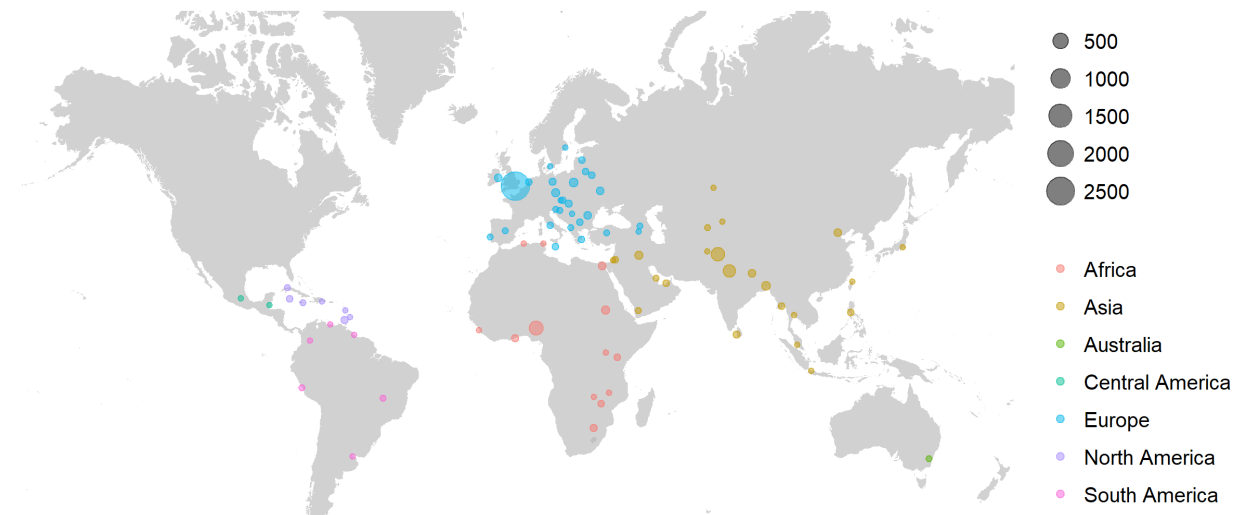 500
1000
1500
2000
2500
Africa
Asia
Australia
Central America
Europe
North America
South America